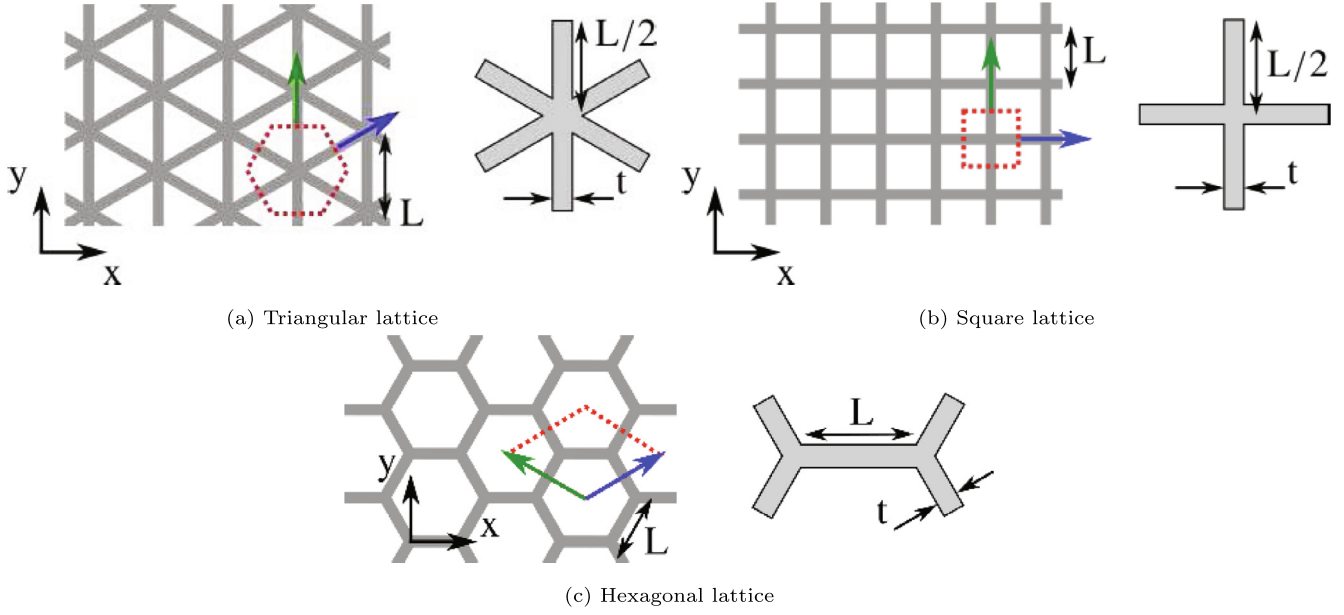 L/2
y
L
t
x
(a) Triangular lattice
L
L/2
y
t
x
(b) Square lattice
L
y
x
t
L
(c) Hexagonal lattice